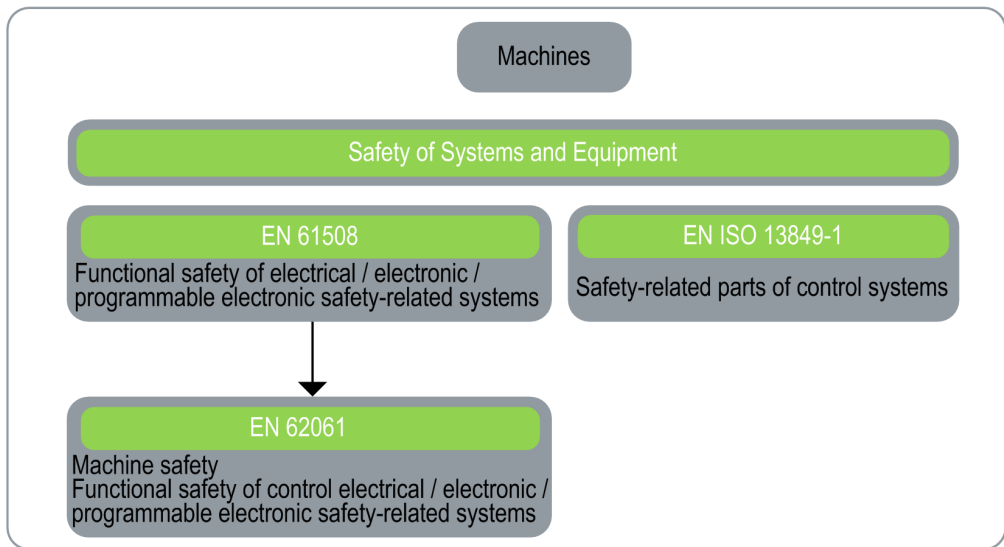 Machines
Safety of Systems and Equipment
EN 61508
Functional safety of electrical / electronic /
programmable electronic safety-related systems
EN ISO 13849-1
Safety-related parts of control systems
EN 62061
Machine safety
Functional safety of control electrical / electronic /
programmable electronic safety-related systems